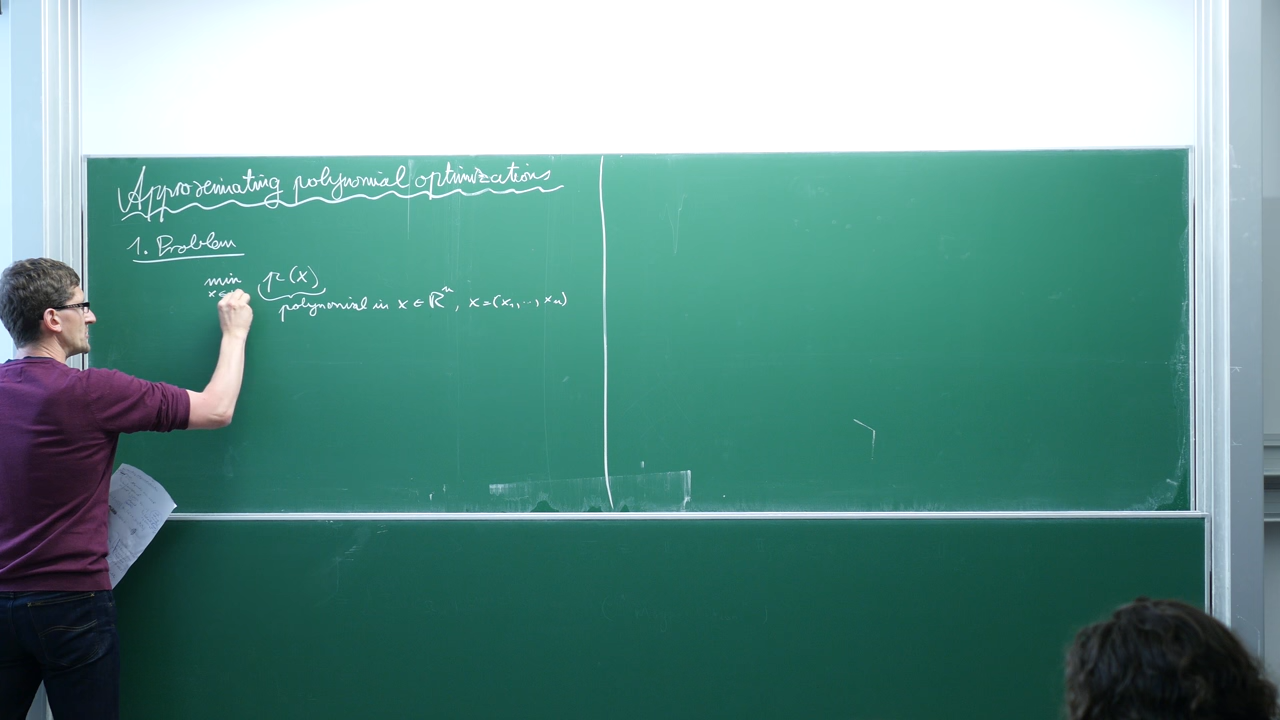 Approximating polynomial optimizations
1. Problem
min p(x)
x ∈
polynomial in x ∈ ℝⁿ, x = (x₁, .., xₙ)